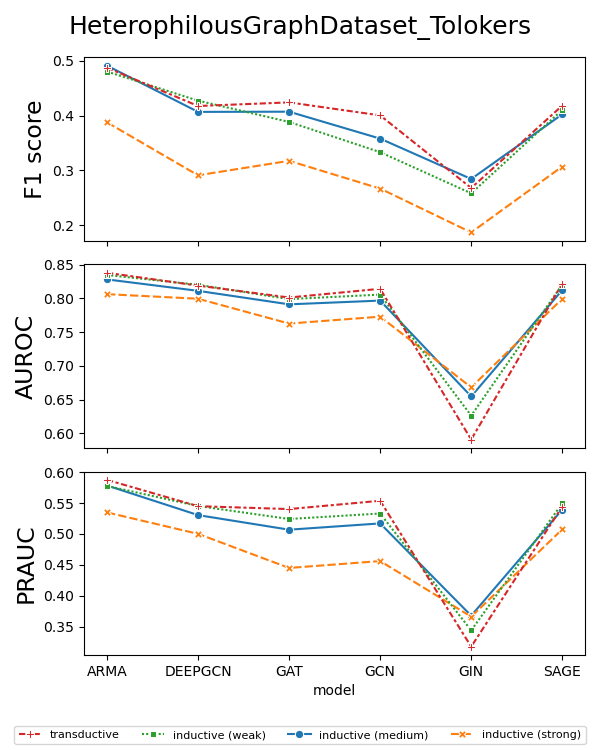 HeterophilousGraphDataset_Tolokers
F1 score
0.5
0.4
0.3
0.2
AUROC
0.85
0.80
0.75
0.70
0.65
0.60
PRAUC
0.60
0.55
0.50
0.45
0.40
0.35
ARMA DEEPGCN GAT GCN GIN SAGE
model
transductive inductive (weak) inductive (medium) inductive (strong)